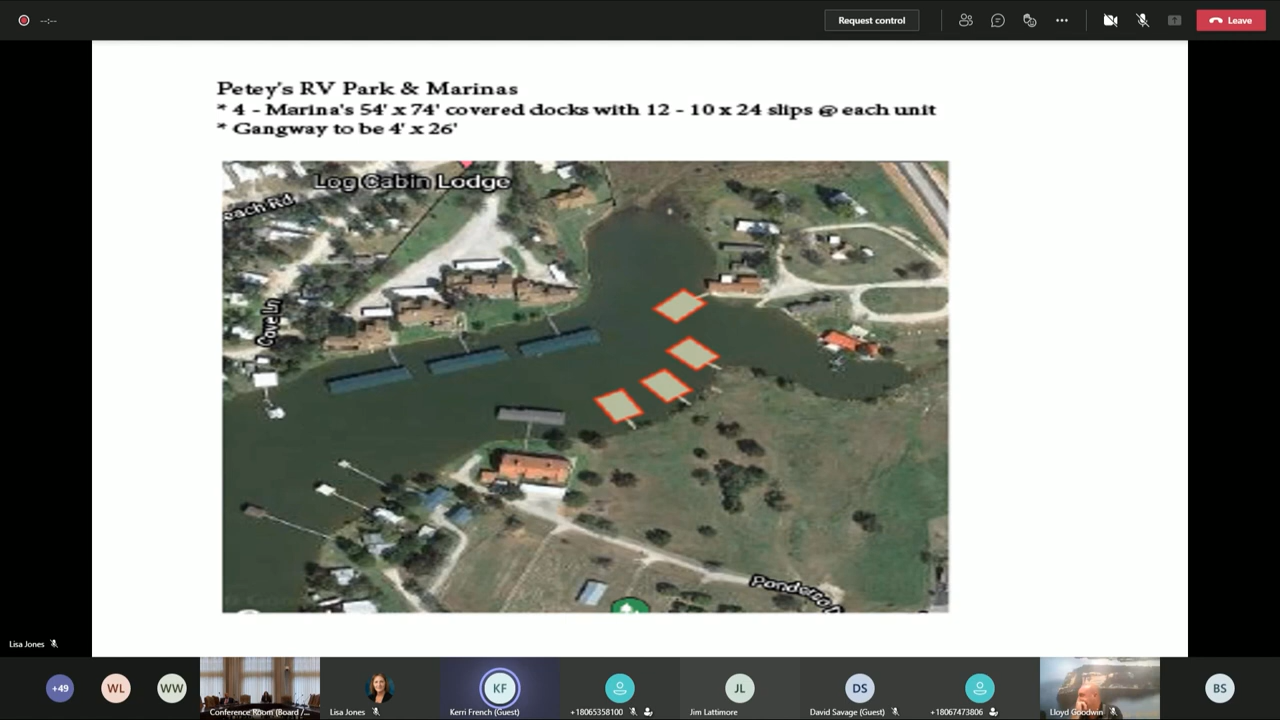 --:--
Request control
Leave
Petey's RV Park & Marinas
* 4 - Marina's 54' x 74' covered docks with 12 - 10 x 24 slips @ each unit
* Gangway to be 4' x 26'
Log Cabin Lodge
each Rd
Cove Ln
Lisa Jones
+49
WL
WW
Conference Room (Board /...
Lisa Jones
KF
Kerri French (Guest)
+18065358100
JL
Jim Lattimore
DS
David Savage (Guest)
+18067473806
Lloyd Goodwin
BS